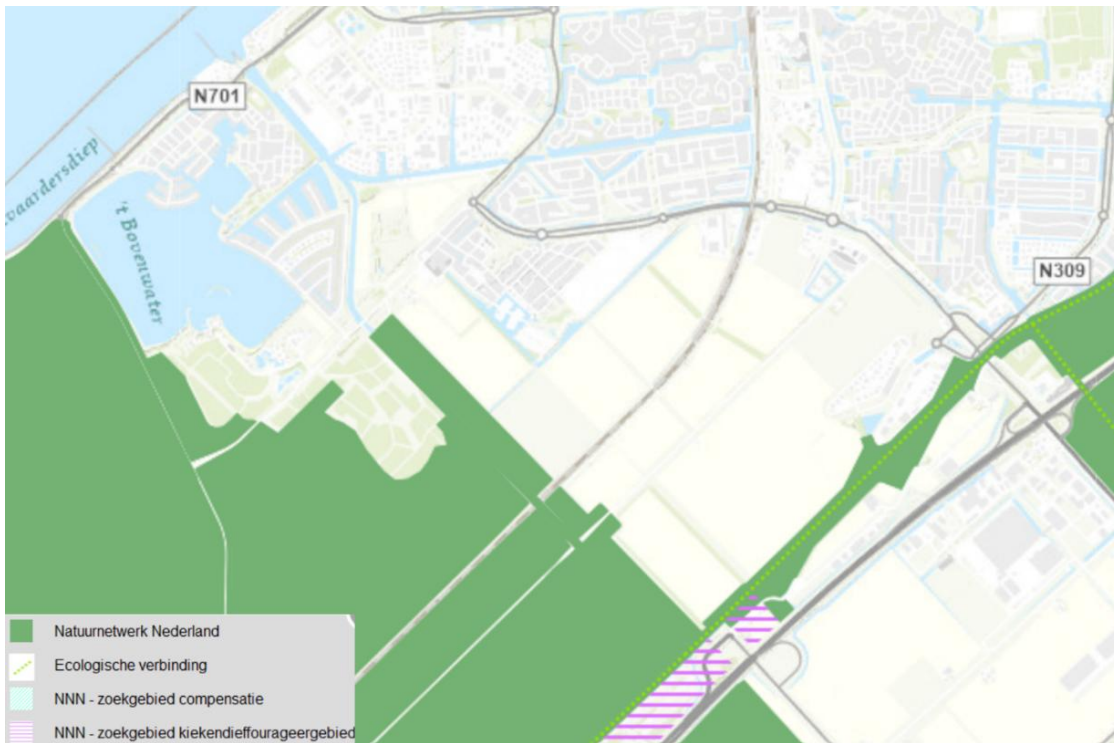 N701
vaardersdiep
't Bovenwater
N309
Natuurnetwerk Nederland
Ecologische verbinding
NNN - zoekgebied compensatie
NNN - zoekgebied kiekendieffourageergebied